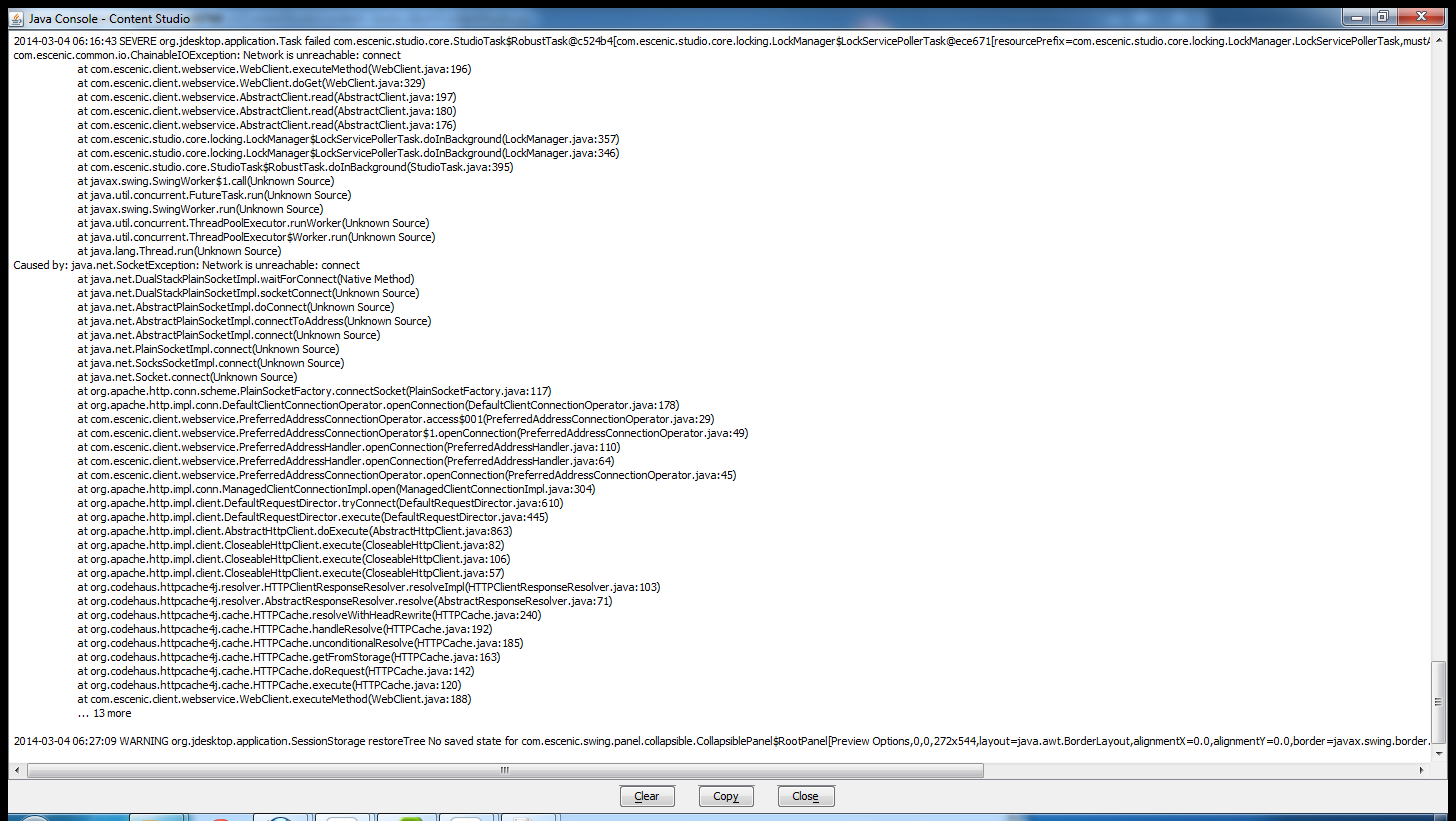 Java Console - Content Studio
2014-03-04 06:16:43 SEVERE org.jdesktop.application.Task failed com.escenic.studio.core.StudioTask$RobustTask@c524b4[com.escenic.studio.core.locking.LockManager$LockServicePollerTask@ece671[resourcePrefix=com.escenic.studio.core.locking.LockManager.LockServicePollerTask,must
com.escenic.common.io.ChainableIOException: Network is unreachable: connect
at com.escenic.client.webservice.WebClient.executeMethod(WebClient.java:196)
at com.escenic.client.webservice.WebClient.doGet(WebClient.java:329)
at com.escenic.client.webservice.AbstractClient.read(AbstractClient.java:197)
at com.escenic.client.webservice.AbstractClient.read(AbstractClient.java:180)
at com.escenic.client.webservice.AbstractClient.read(AbstractClient.java:176)
at com.escenic.studio.core.locking.LockManager$LockServicePollerTask.doInBackground(LockManager.java:357)
at com.escenic.studio.core.locking.LockManager$LockServicePollerTask.doInBackground(LockManager.java:346)
at com.escenic.studio.core.StudioTask$RobustTask.doInBackground(StudioTask.java:395)
at javax.swing.SwingWorker$1.call(Unknown Source)
at java.util.concurrent.FutureTask.run(Unknown Source)
at javax.swing.SwingWorker.run(Unknown Source)
at java.util.concurrent.ThreadPoolExecutor.runWorker(Unknown Source)
at java.util.concurrent.ThreadPoolExecutor$Worker.run(Unknown Source)
at java.lang.Thread.run(Unknown Source)
Caused by: java.net.SocketException: Network is unreachable: connect
at java.net.DualStackPlainSocketImpl.waitForConnect(Native Method)
at java.net.DualStackPlainSocketImpl.socketConnect(Unknown Source)
at java.net.AbstractPlainSocketImpl.doConnect(Unknown Source)
at java.net.AbstractPlainSocketImpl.connectToAddress(Unknown Source)
at java.net.AbstractPlainSocketImpl.connect(Unknown Source)
at java.net.PlainSocketImpl.connect(Unknown Source)
at java.net.SocksSocketImpl.connect(Unknown Source)
at java.net.Socket.connect(Unknown Source)
at org.apache.http.conn.scheme.PlainSocketFactory.connectSocket(PlainSocketFactory.java:117)
at org.apache.http.impl.conn.DefaultClientConnectionOperator.openConnection(DefaultClientConnectionOperator.java:178)
at com.escenic.client.webservice.PreferredAddressConnectionOperator.access$001(PreferredAddressConnectionOperator.java:29)
at com.escenic.client.webservice.PreferredAddressConnectionOperator$1.openConnection(PreferredAddressConnectionOperator.java:49)
at com.escenic.client.webservice.PreferredAddressHandler.openConnection(PreferredAddressHandler.java:110)
at com.escenic.client.webservice.PreferredAddressHandler.openConnection(PreferredAddressHandler.java:64)
at com.escenic.client.webservice.PreferredAddressConnectionOperator.openConnection(PreferredAddressConnectionOperator.java:45)
at org.apache.http.impl.conn.ManagedClientConnectionImpl.open(ManagedClientConnectionImpl.java:304)
at org.apache.http.impl.client.DefaultRequestDirector.tryConnect(DefaultRequestDirector.java:610)
at org.apache.http.impl.client.DefaultRequestDirector.execute(DefaultRequestDirector.java:445)
at org.apache.http.impl.client.AbstractHttpClient.doExecute(AbstractHttpClient.java:863)
at org.apache.http.impl.client.CloseableHttpClient.execute(CloseableHttpClient.java:82)
at org.apache.http.impl.client.CloseableHttpClient.execute(CloseableHttpClient.java:106)
at org.apache.http.impl.client.CloseableHttpClient.execute(CloseableHttpClient.java:57)
at org.codehaus.httpcache4j.resolver.HTTPClientResponseResolver.resolveImpl(HTTPClientResponseResolver.java:103)
at org.codehaus.httpcache4j.resolver.AbstractResponseResolver.resolve(AbstractResponseResolver.java:71)
at org.codehaus.httpcache4j.cache.HTTPCache.resolveWithHeadRewrite(HTTPCache.java:240)
at org.codehaus.httpcache4j.cache.HTTPCache.handleResolve(HTTPCache.java:192)
at org.codehaus.httpcache4j.cache.HTTPCache.unconditionalResolve(HTTPCache.java:185)
at org.codehaus.httpcache4j.cache.HTTPCache.getFromStorage(HTTPCache.java:163)
at org.codehaus.httpcache4j.cache.HTTPCache.doRequest(HTTPCache.java:142)
at org.codehaus.httpcache4j.cache.HTTPCache.execute(HTTPCache.java:120)
at com.escenic.client.webservice.WebClient.executeMethod(WebClient.java:188)
... 13 more
2014-03-04 06:27:09 WARNING org.jdesktop.application.SessionStorage restoreTree No saved state for com.escenic.swing.panel.collapsible.CollapsiblePanel$RootPanel[Preview Options,0,0,272x544,layout=java.awt.BorderLayout,alignmentX=0.0,alignmentY=0.0,border=javax.swing.border.
Clear Copy Close